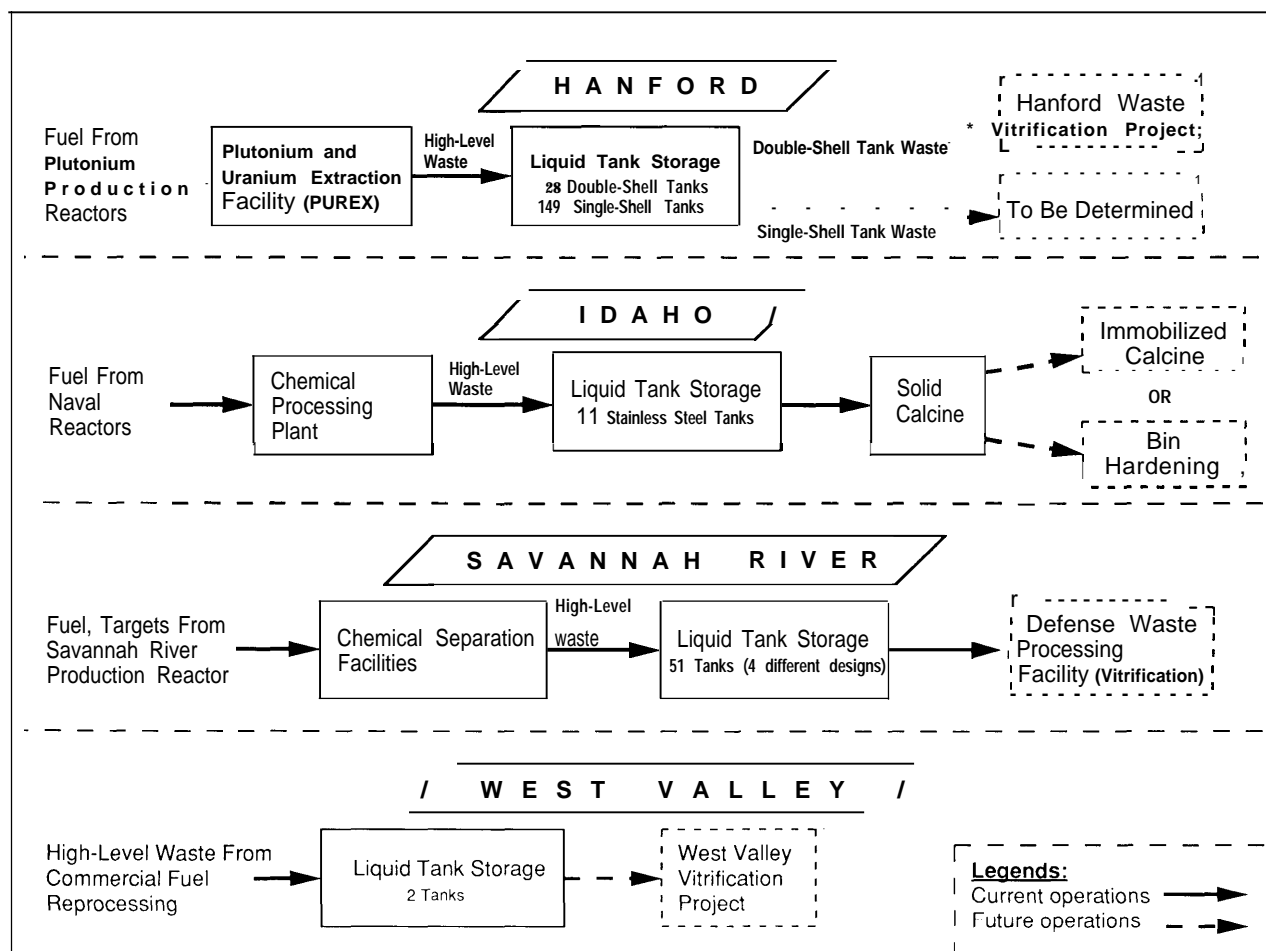 HANFORD
Fuel From
Plutonium
Production
Reactors
Plutonium and
Uranium Extraction
Facility (PUREX)
High-Level
Waste
Liquid Tank Storage
28 Double-Shell Tanks
149 Single-Shell Tanks
Double-Shell Tank Waste
Hanford Waste
* Vitrification Project;
Single-Shell Tank Waste
To Be Determined
IDAHO
Fuel From
Naval
Reactors
Chemical
Processing
Plant
High-Level
Waste
Liquid Tank Storage
11 Stainless Steel Tanks
Solid
Calcine
Immobilized
Calcine
OR
Bin
Hardening
SAVANNAH RIVER
Fuel, Targets From
Savannah River
Production Reactor
Chemical Separation
Facilities
High-Level
waste
Liquid Tank Storage
51 Tanks (4 different designs)
Defense Waste
Processing
Facility (Vitrification)
WEST VALLEY
High-Level Waste From
Commercial Fuel
Reprocessing
Liquid Tank Storage
2 Tanks
West Valley
Vitrification
Project
Legends:
Current operations
Future operations